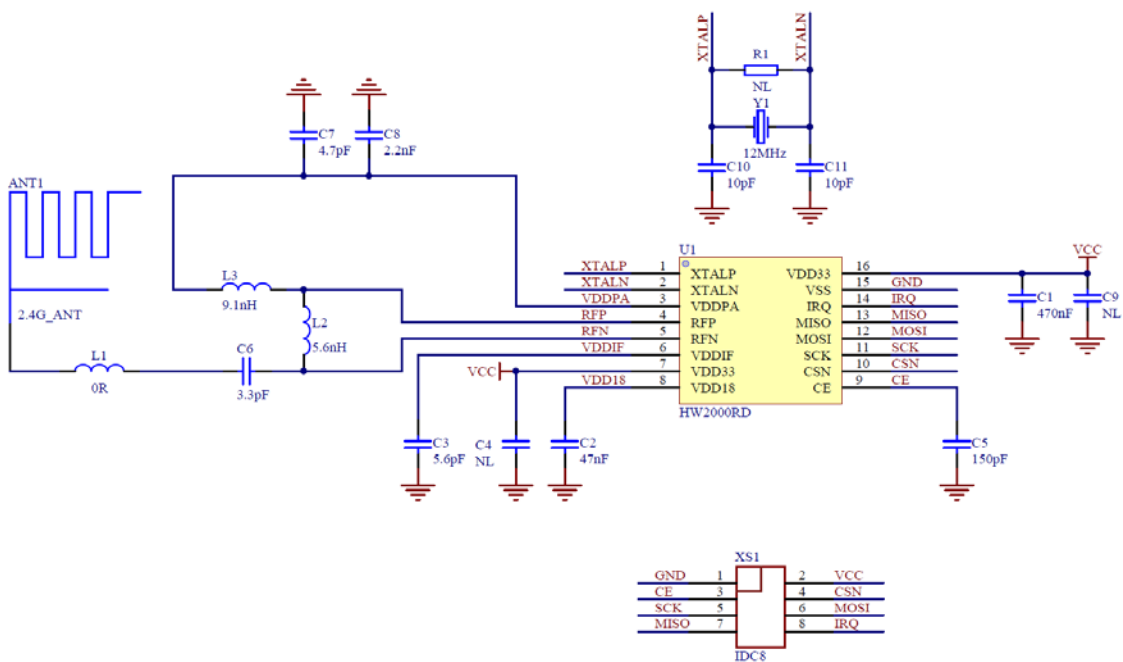 XTALP
XTALN
R1
NL
Y1
12MHz
C10
10pF
C11
10pF
C7
4.7pF
C8
2.2nF
ANT1
2.4G_ANT
L3
9.1nH
L2
5.6nH
L1
0R
C6
3.3pF
U1
XTALP 1 XTALP
XTALN 2 XTALN
VDDPA 3 VDDPA
RFP 4 RFP
RFN 5 RFN
VDDIF 6 VDDIF
VCC 7 VDD33
VDD18 8 VDD18
VDD33 16
VSS 15 GND
IRQ 14 IRQ
MISO 13 MISO
MOSI 12 MOSI
SCK 11 SCK
CSN 10 CSN
CE 9 CE
HW2000RD
VCC
C1
470nF
C9
NL
C3
5.6pF
C4
NL
C2
47nF
C5
150pF
XS1
GND 1 2 VCC
CE 3 4 CSN
SCK 5 6 MOSI
MISO 7 8 IRQ
IDC8